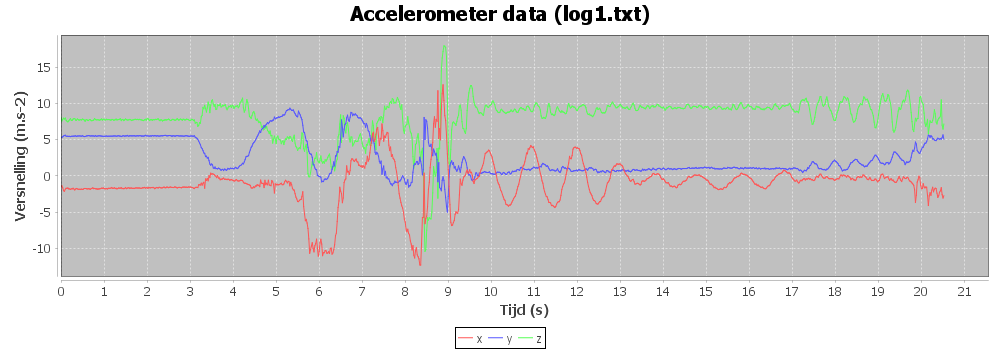 Accelerometer data (log1.txt)
Versnelling (m.s-2)
15
10
5
0
-5
-10
0 1 2 3 4 5 6 7 8 9 10 11 12 13 14 15 16 17 18 19 20 21
Tijd (s)
x y z